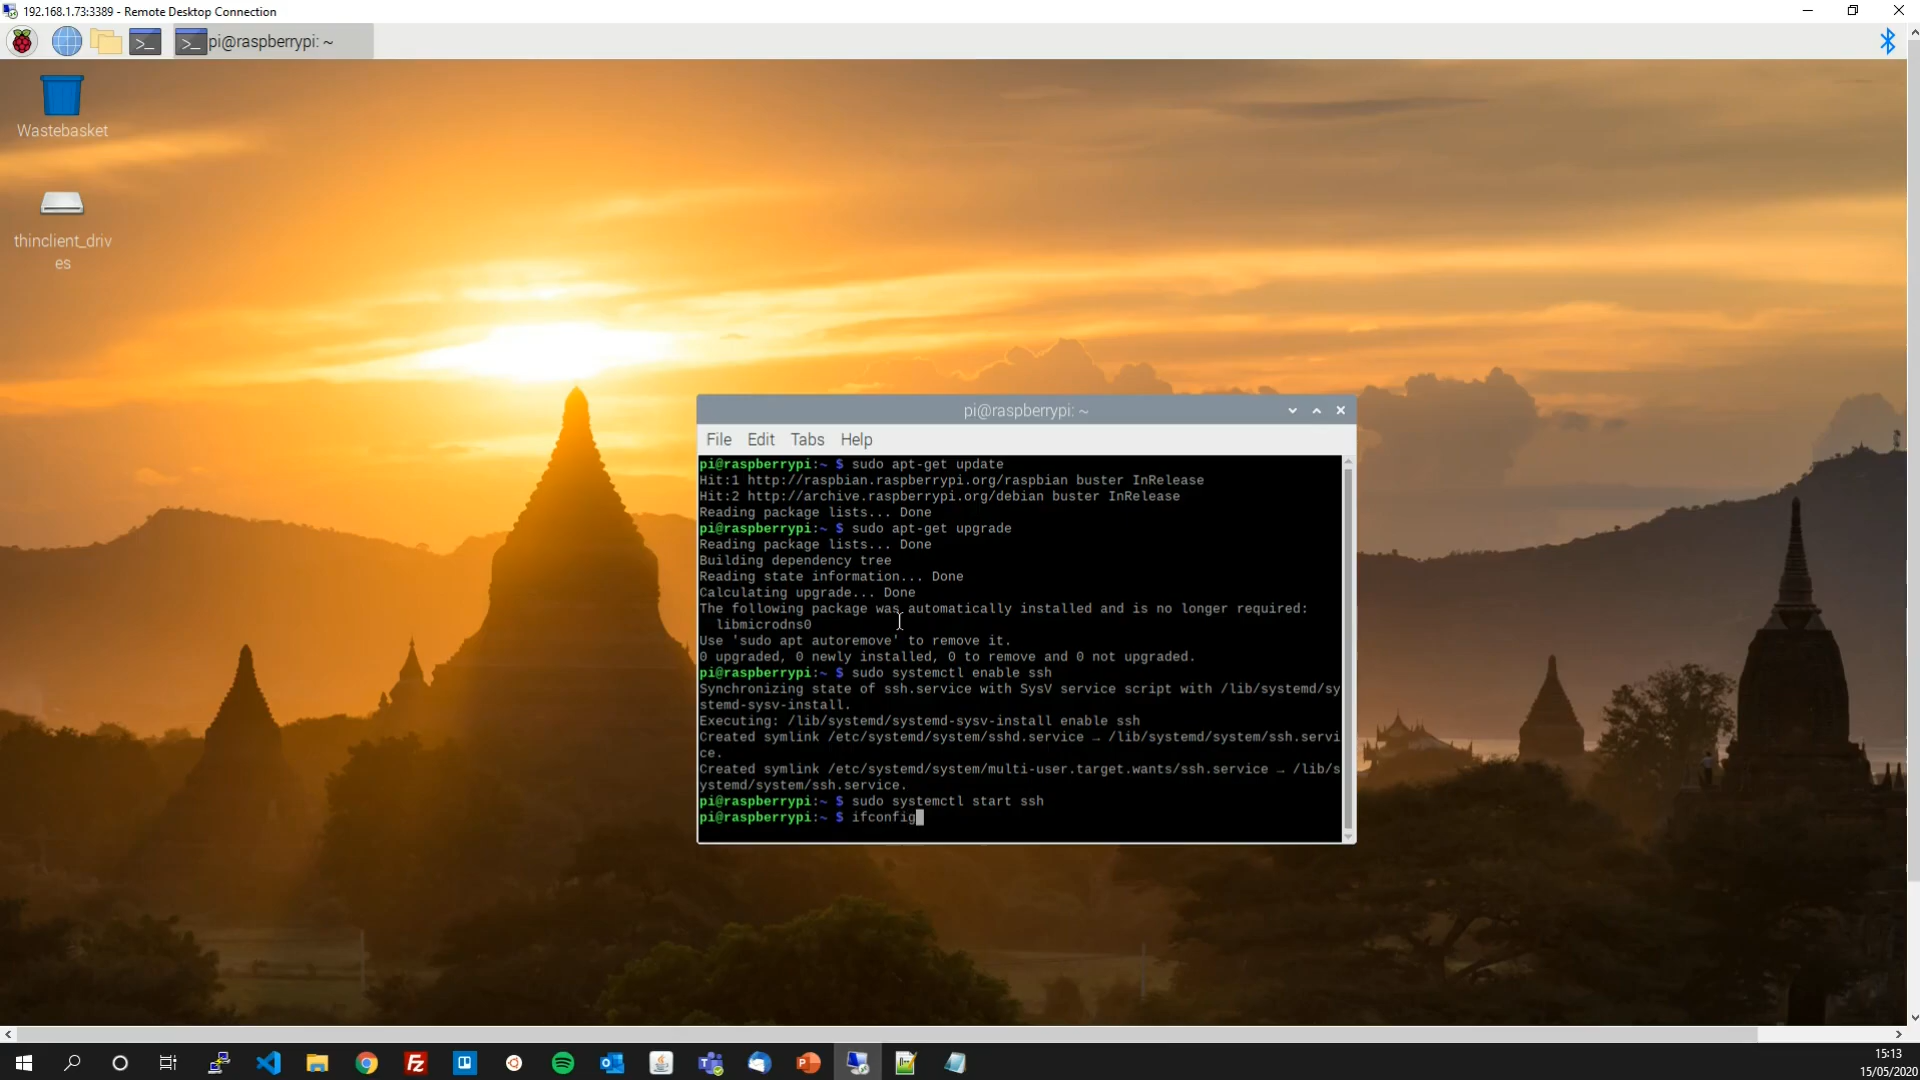 192.168.1.73:3389 - Remote Desktop Connection
pi@raspberrypi: ~
Wastebasket
thinclient_driv
es
pi@raspberrypi: ~
File Edit Tabs Help
pi@raspberrypi:~ $ sudo apt-get update
Hit:1 http://raspbian.raspberrypi.org/raspbian buster InRelease
Hit:2 http://archive.raspberrypi.org/debian buster InRelease
Reading package lists... Done
pi@raspberrypi:~ $ sudo apt-get upgrade
Reading package lists... Done
Building dependency tree
Reading state information... Done
Calculating upgrade... Done
The following package was automatically installed and is no longer required:
libmicrodns0
Use 'sudo apt autoremove' to remove it.
0 upgraded, 0 newly installed, 0 to remove and 0 not upgraded.
pi@raspberrypi:~ $ sudo systemctl enable ssh
Synchronizing state of ssh.service with SysV service script with /lib/systemd/sy
stemd-sysv-install.
Executing: /lib/systemd/systemd-sysv-install enable ssh
Created symlink /etc/systemd/system/sshd.service → /lib/systemd/system/ssh.servi
ce.
Created symlink /etc/systemd/system/multi-user.target.wants/ssh.service → /lib/s
ystemd/system/ssh.service.
pi@raspberrypi:~ $ sudo systemctl start ssh
pi@raspberrypi:~ $ ifconfig
15:13
15/05/2020